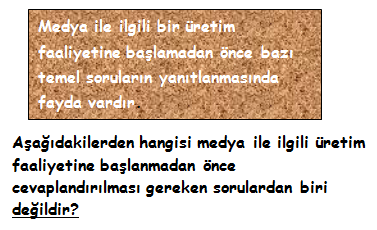 Medya ile ilgili bir üretim
faaliyetine başlamadan önce bazı
temel soruların yanıtlanmasında
fayda vardır
Aşağıdakilerden hangisi medya ile ilgili üretim
faaliyetine başlanmadan önce
cevaplandırılması gereken sorulardan biri
değildir?